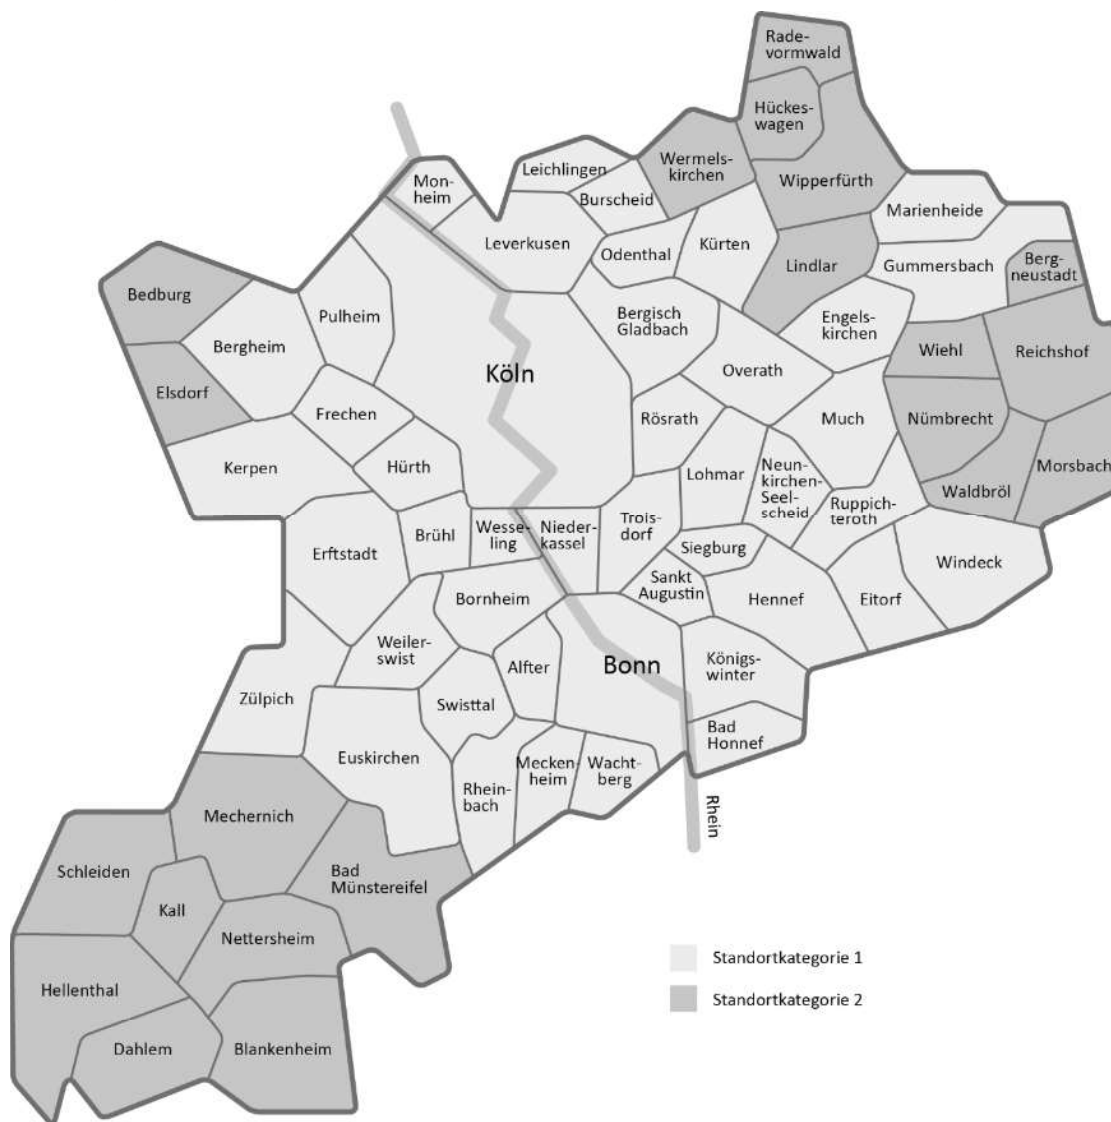 Rade-
vormwald
Hückes-
wagen
Wermels-
kirchen
Wipperfürth
Leichlingen
Mon-
heim
Burscheid
Marienheide
Leverkusen
Odenthal
Kürten
Lindlar
Gummersbach
Berg-
neustadt
Bedburg
Pulheim
Bergisch
Gladbach
Engels-
kirchen
Bergheim
Wiehl
Reichshof
Köln
Overath
Elsdorf
Frechen
Rösrath
Much
Nümbrecht
Kerpen
Hürth
Lohmar
Neun-
kirchen-
Seel-
scheid
Morsbach
Waldbröl
Ruppich-
teroth
Erftstadt
Brühl
Wesse-
ling
Nieder-
kassel
Trois-
dorf
Siegburg
Windeck
Sankt
Augustin
Bornheim
Hennef
Eitorf
Weiler-
swist
Alfter
Bonn
Königs-
winter
Zülpich
Swisttal
Bad
Honnef
Euskirchen
Rhein-
bach
Mecken-
heim
Wacht-
berg
Rhein
Mechernich
Schleiden
Bad
Münstereifel
Kall
Nettersheim
Hellenthal
Dahlem
Blankenheim
Standortkategorie 1
Standortkategorie 2